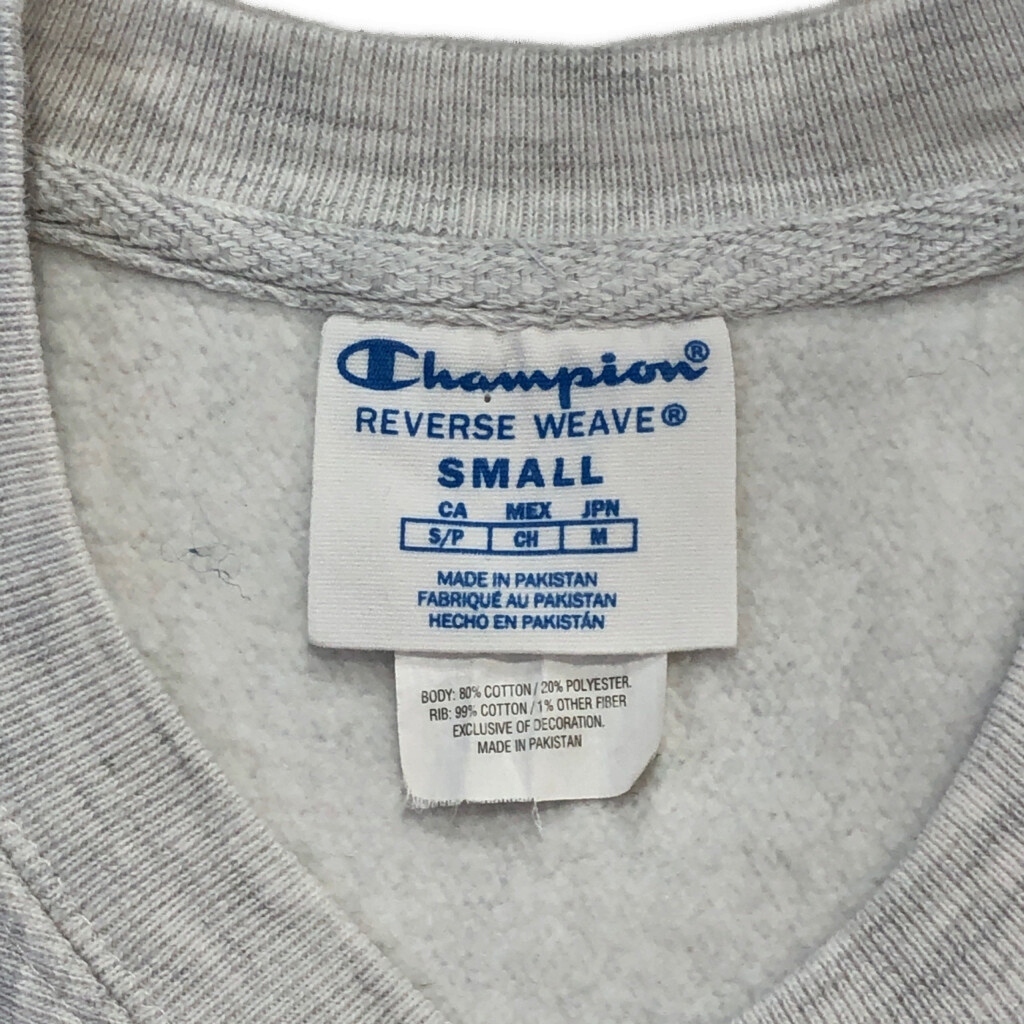 Champion®
REVERSE WEAVE®
SMALL
CA MEX JPN
S/P CH M
MADE IN PAKISTAN
FABRIQUÉ AU PAKISTAN
HECHO EN PAKISTÁN
BODY: 80% COTTON / 20% POLYESTER.
RIB: 99% COTTON / 1% OTHER FIBER
EXCLUSIVE OF DECORATION.
MADE IN PAKISTAN